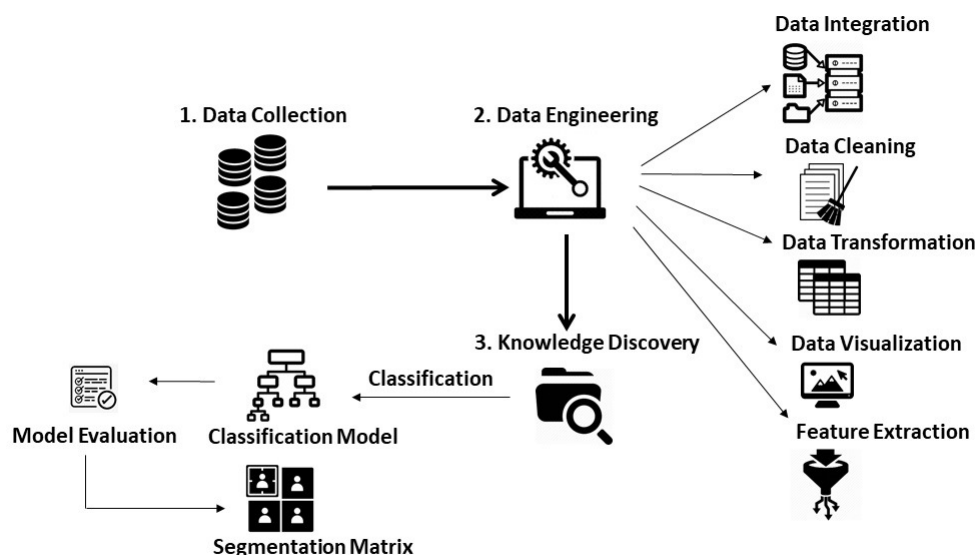 Data Integration
1. Data Collection
2. Data Engineering
Data Cleaning
Data Transformation
3. Knowledge Discovery
Data Visualization
Classification
Feature Extraction
Model Evaluation
Classification Model
Segmentation Matrix